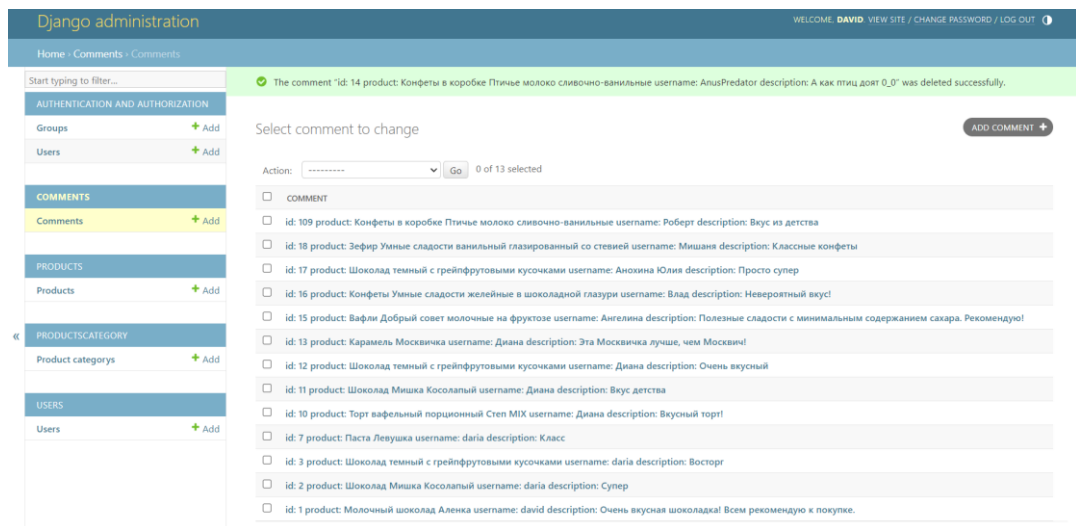 Django administration
WELCOME, DAVID. VIEW SITE / CHANGE PASSWORD / LOG OUT
Home › Comments › Comments
Start typing to filter...
AUTHENTICATION AND AUTHORIZATION
Groups + Add
Users + Add
COMMENTS
Comments + Add
PRODUCTS
Products + Add
«
PRODUCTSCATEGORY
Product categorys + Add
USERS
Users + Add
The comment “id: 14 product: Конфеты в коробке Птичье молоко сливочно-ванильные username: AnusPredator description: А как птиц доят 0_0” was deleted successfully.
Select comment to change
ADD COMMENT +
Action: --------- Go 0 of 13 selected
COMMENT
id: 109 product: Конфеты в коробке Птичье молоко сливочно-ванильные username: Роберт description: Вкус из детства
id: 18 product: Зефир Умные сладости ванильный глазированный со стевией username: Мишаня description: Классные конфеты
id: 17 product: Шоколад темный с грейпфрутовыми кусочками username: Анохина Юлия description: Просто супер
id: 16 product: Конфеты Умные сладости желейные в шоколадной глазури username: Влад description: Невероятный вкус!
id: 15 product: Вафли Добрый совет молочные на фруктозе username: Ангелина description: Полезные сладости с минимальным содержанием сахара. Рекомендую!
id: 13 product: Карамель Москвичка username: Диана description: Эта Москвичка лучше, чем Москвич!
id: 12 product: Шоколад темный с грейпфрутовыми кусочками username: Диана description: Очень вкусный
id: 11 product: Шоколад Мишка Косолапый username: Диана description: Вкус детства
id: 10 product: Торт вафельный порционный Степ MIX username: Диана description: Вкусный торт!
id: 7 product: Паста Левушка username: daria description: Класс
id: 3 product: Шоколад темный с грейпфрутовыми кусочками username: daria description: Восторг
id: 2 product: Шоколад Мишка Косолапый username: daria description: Супер
id: 1 product: Молочный шоколад Аленка username: david description: Очень вкусная шоколадка! Всем рекомендую к покупке.